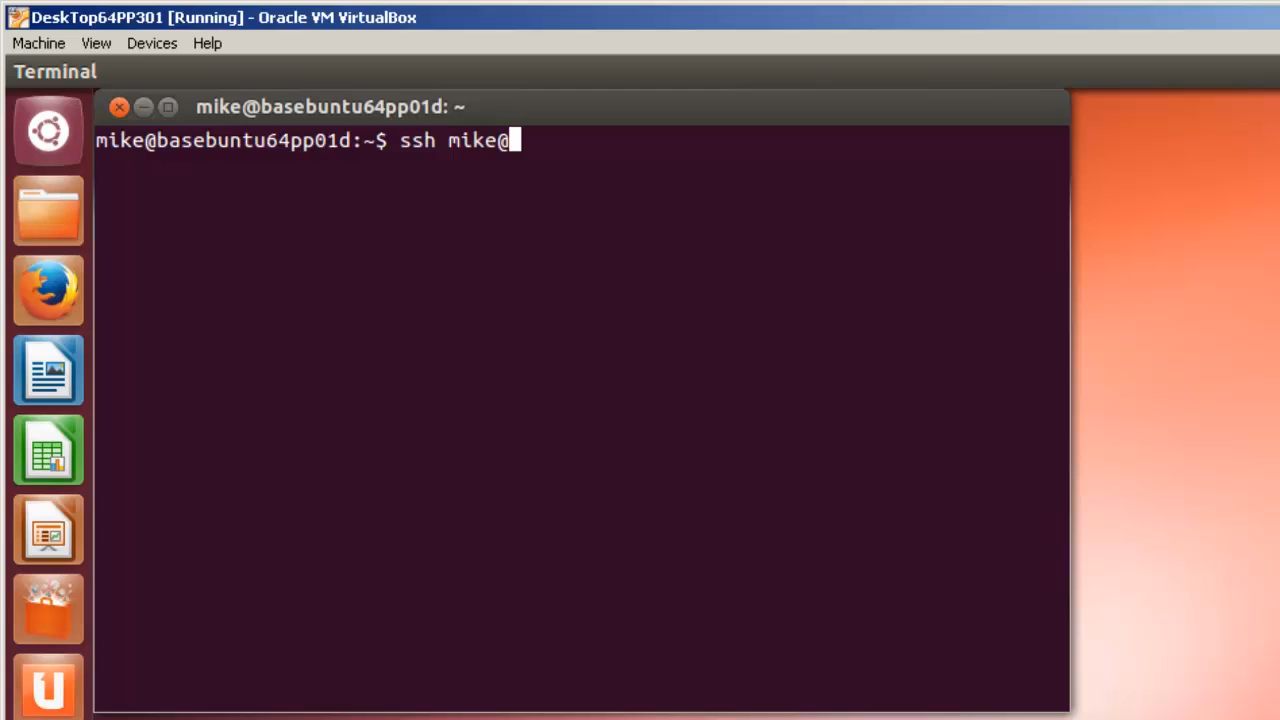 DeskTop64PP301 [Running] - Oracle VM VirtualBox
Machine View Devices Help
Terminal
mike@basebuntu64pp01d: ~
mike@basebuntu64pp01d:~$ ssh mike@